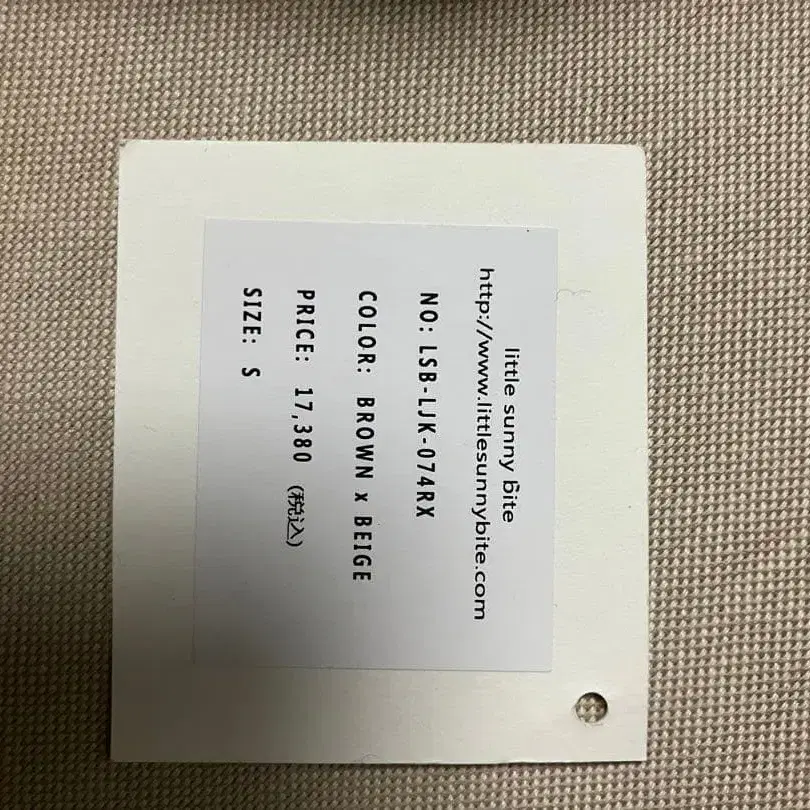 little sunny bite
http://www.littlesunnybite.com
NO: LSB-LJK-074RX
COLOR: BROWN x BEIGE
PRICE: 17,380 (税込)
SIZE: S